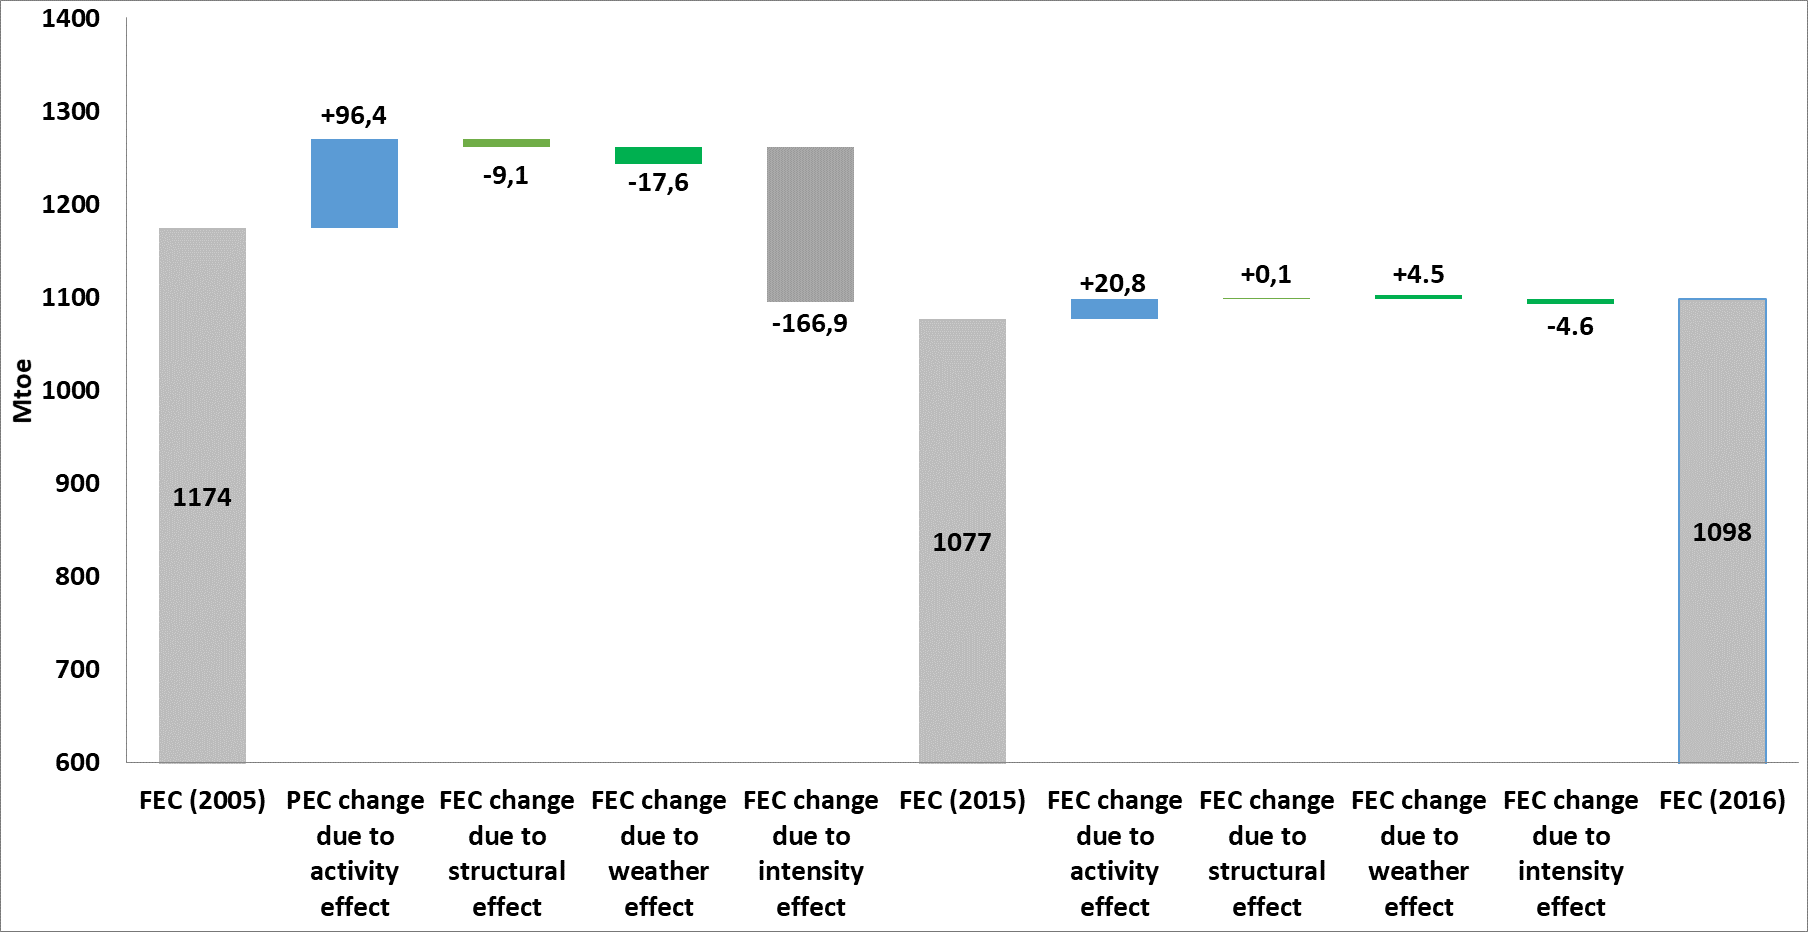 1400
1300
1200
1100
1000
900
800
700
600
Mtoe
+96,4
-9,1
-17,6
-166,9
+20,8
+0,1
+4.5
-4.6
1174
1077
1098
FEC (2005)
PEC change
due to
activity
effect
FEC change
due to
structural
effect
FEC change
due to
weather
effect
FEC change
due to
intensity
effect
FEC (2015)
FEC change
due to
activity
effect
FEC change
due to
structural
effect
FEC change
due to
weather
effect
FEC change
due to
intensity
effect
FEC (2016)